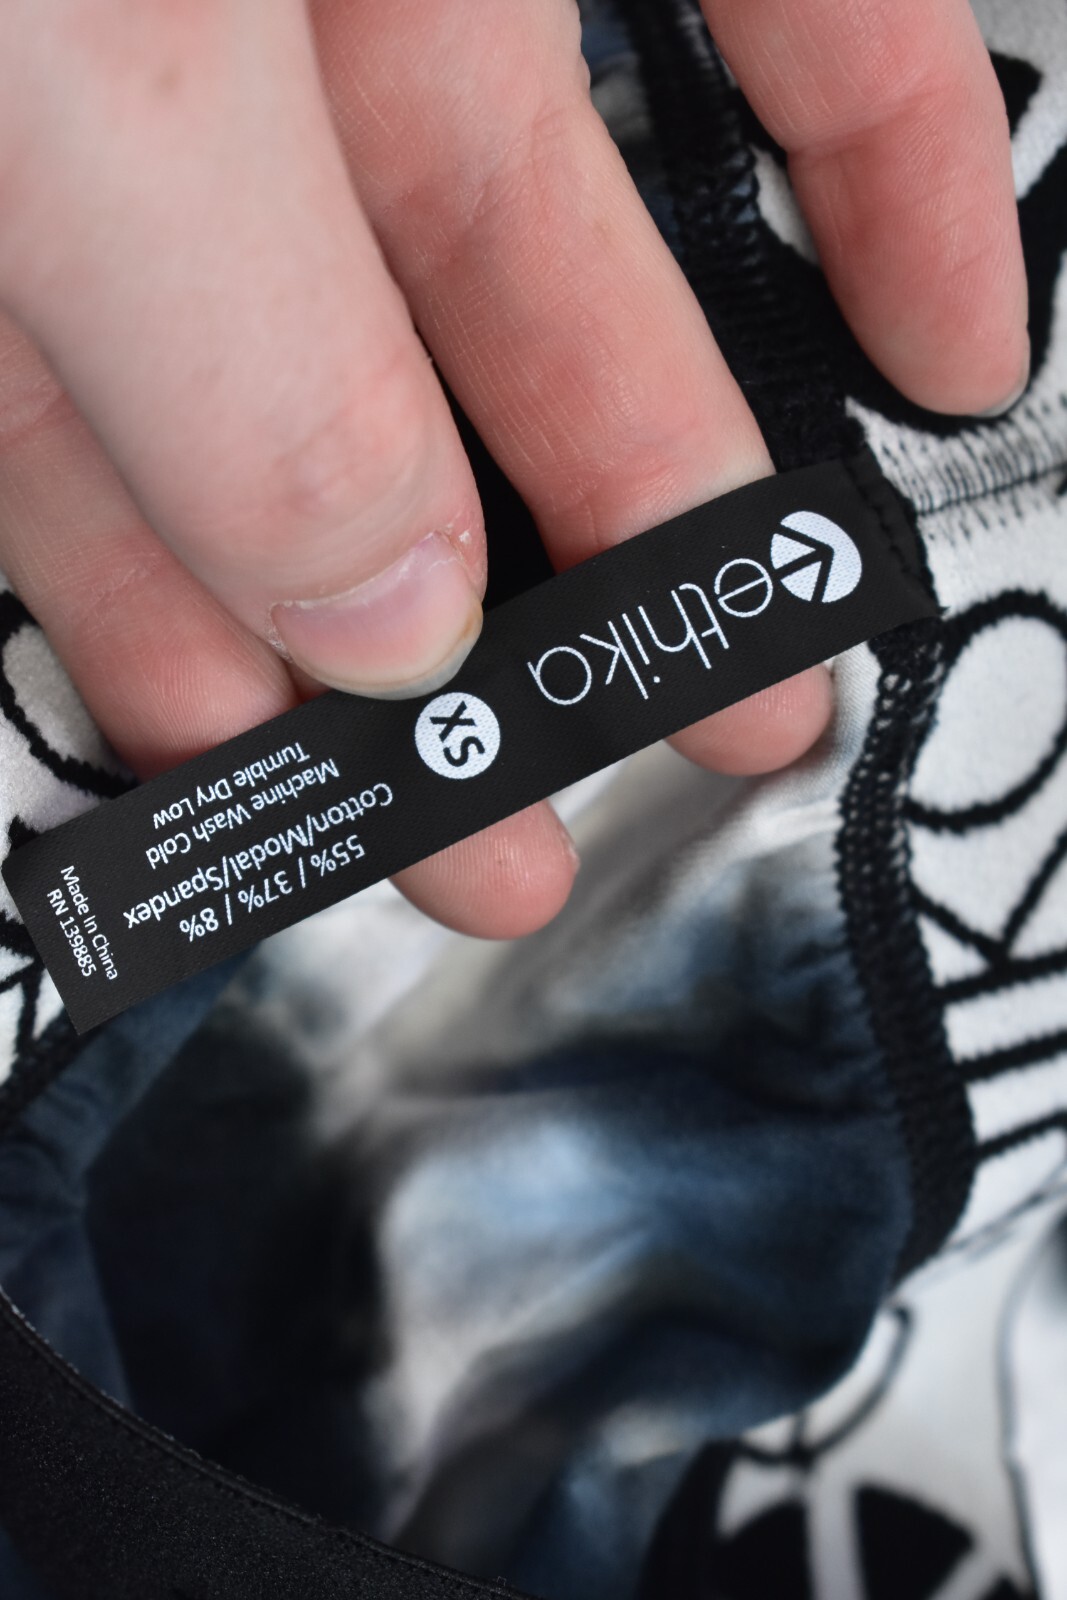 ethika
XS
55% / 37% / 8%
Cotton/Modal/Spandex
Machine Wash Cold
Tumble Dry Low
Made In China
RN 139885